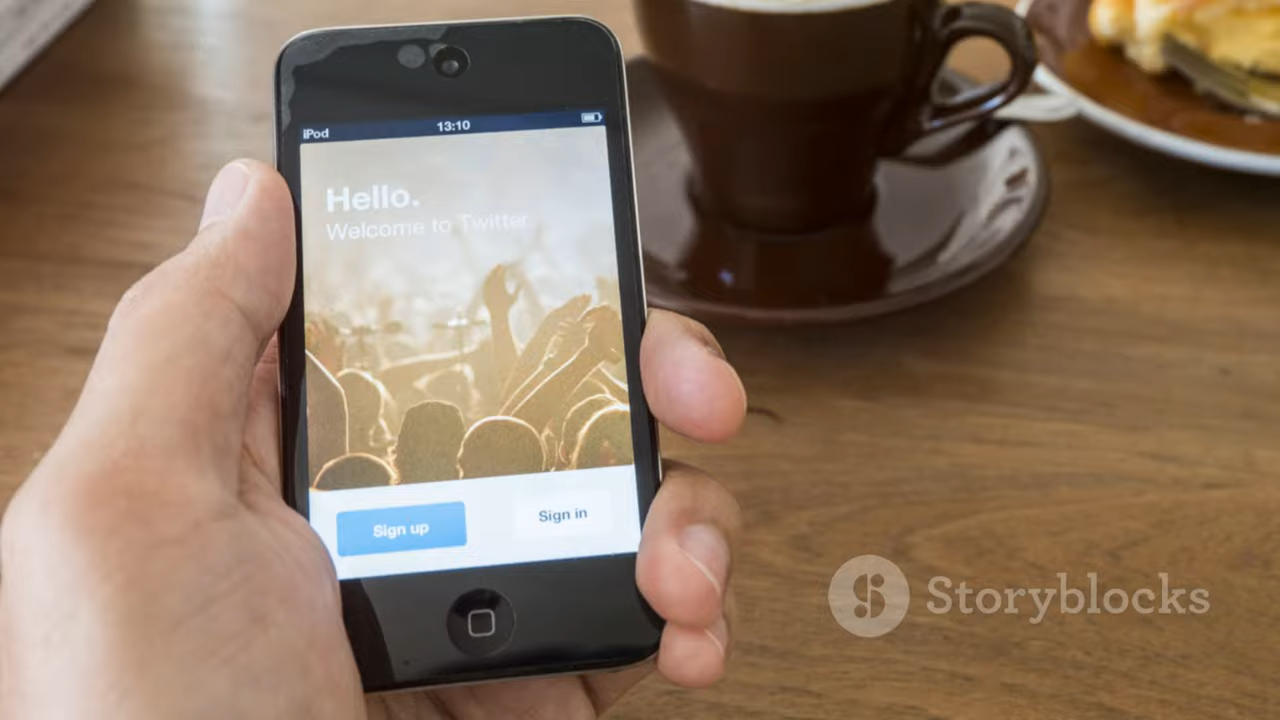 iPod 13:10
Hello.
Welcome to Twitter
Sign up Sign in
Storyblocks